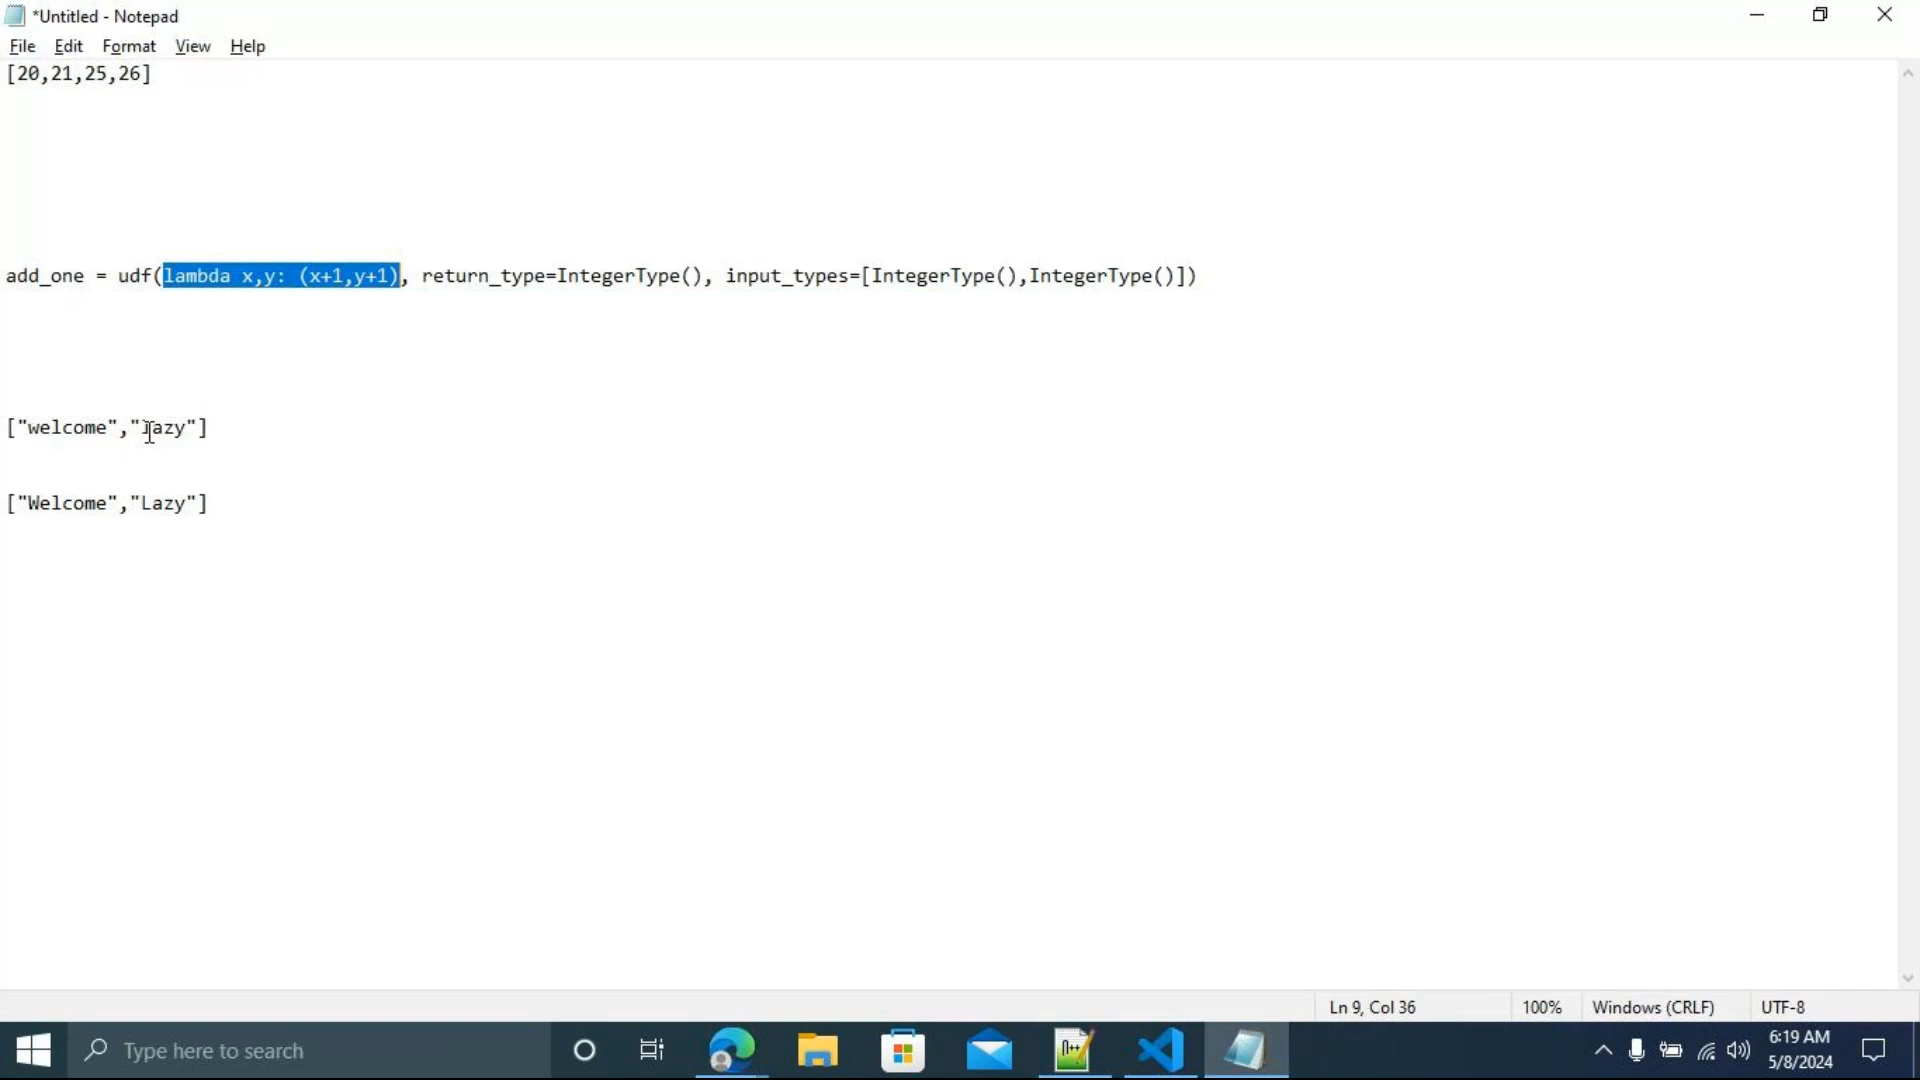 *Untitled - Notepad
File Edit Format View Help
[20,21,25,26]
add_one = udf(lambda x,y: (x+1,y+1), return_type=IntegerType(), input_types=[IntegerType(),IntegerType()])
["welcome","lazy"]
["Welcome","Lazy"]
Ln 9, Col 36 100% Windows (CRLF) UTF-8
Type here to search
6:19 AM
5/8/2024